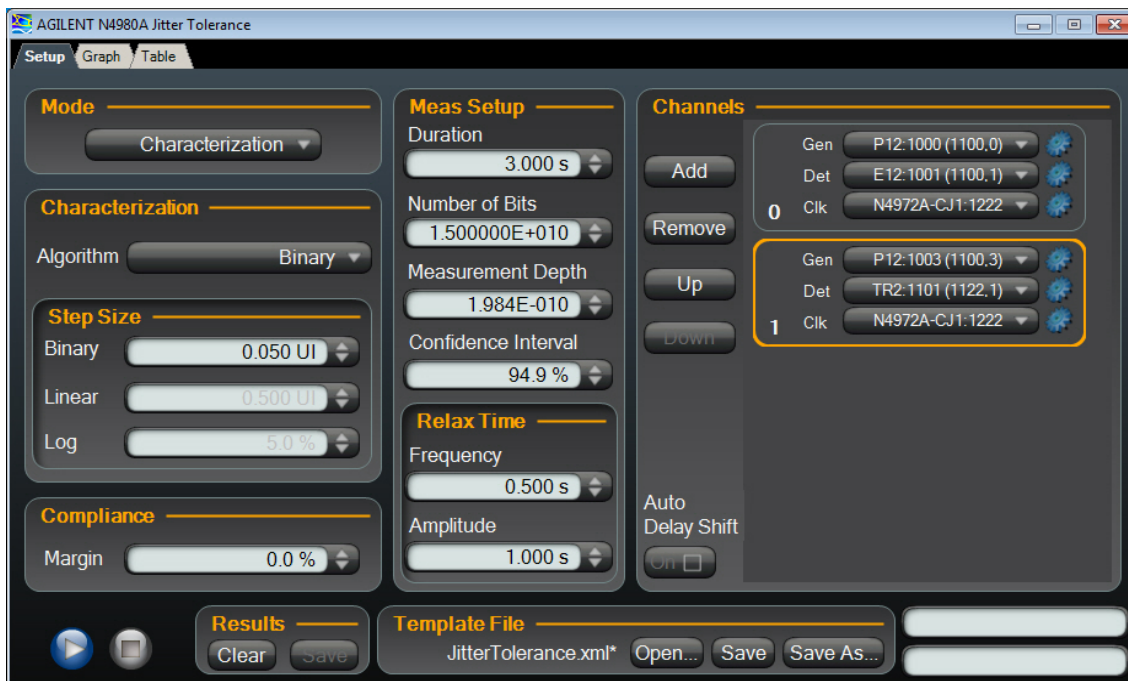 AGILENT N4980A Jitter Tolerance
Setup Graph Table
Mode
Characterization
Characterization
Algorithm Binary
Step Size
Binary 0.050 UI
Linear 0.500 UI
Log 5.0 %
Compliance
Margin 0.0 %
Meas Setup
Duration
3.000 s
Number of Bits
1.500000E+010
Measurement Depth
1.984E-010
Confidence Interval
94.9 %
Relax Time
Frequency
0.500 s
Amplitude
1.000 s
Channels
Add
Remove
Up
Down
Auto
Delay Shift
On
Gen P12:1000 (1100,0)
Det E12:1001 (1100,1)
0 Clk N4972A-CJ1:1222
Gen P12:1003 (1100,3)
Det TR2:1101 (1122,1)
1 Clk N4972A-CJ1:1222
Results
Clear Save
Template File
JitterTolerance.xml* Open... Save Save As...